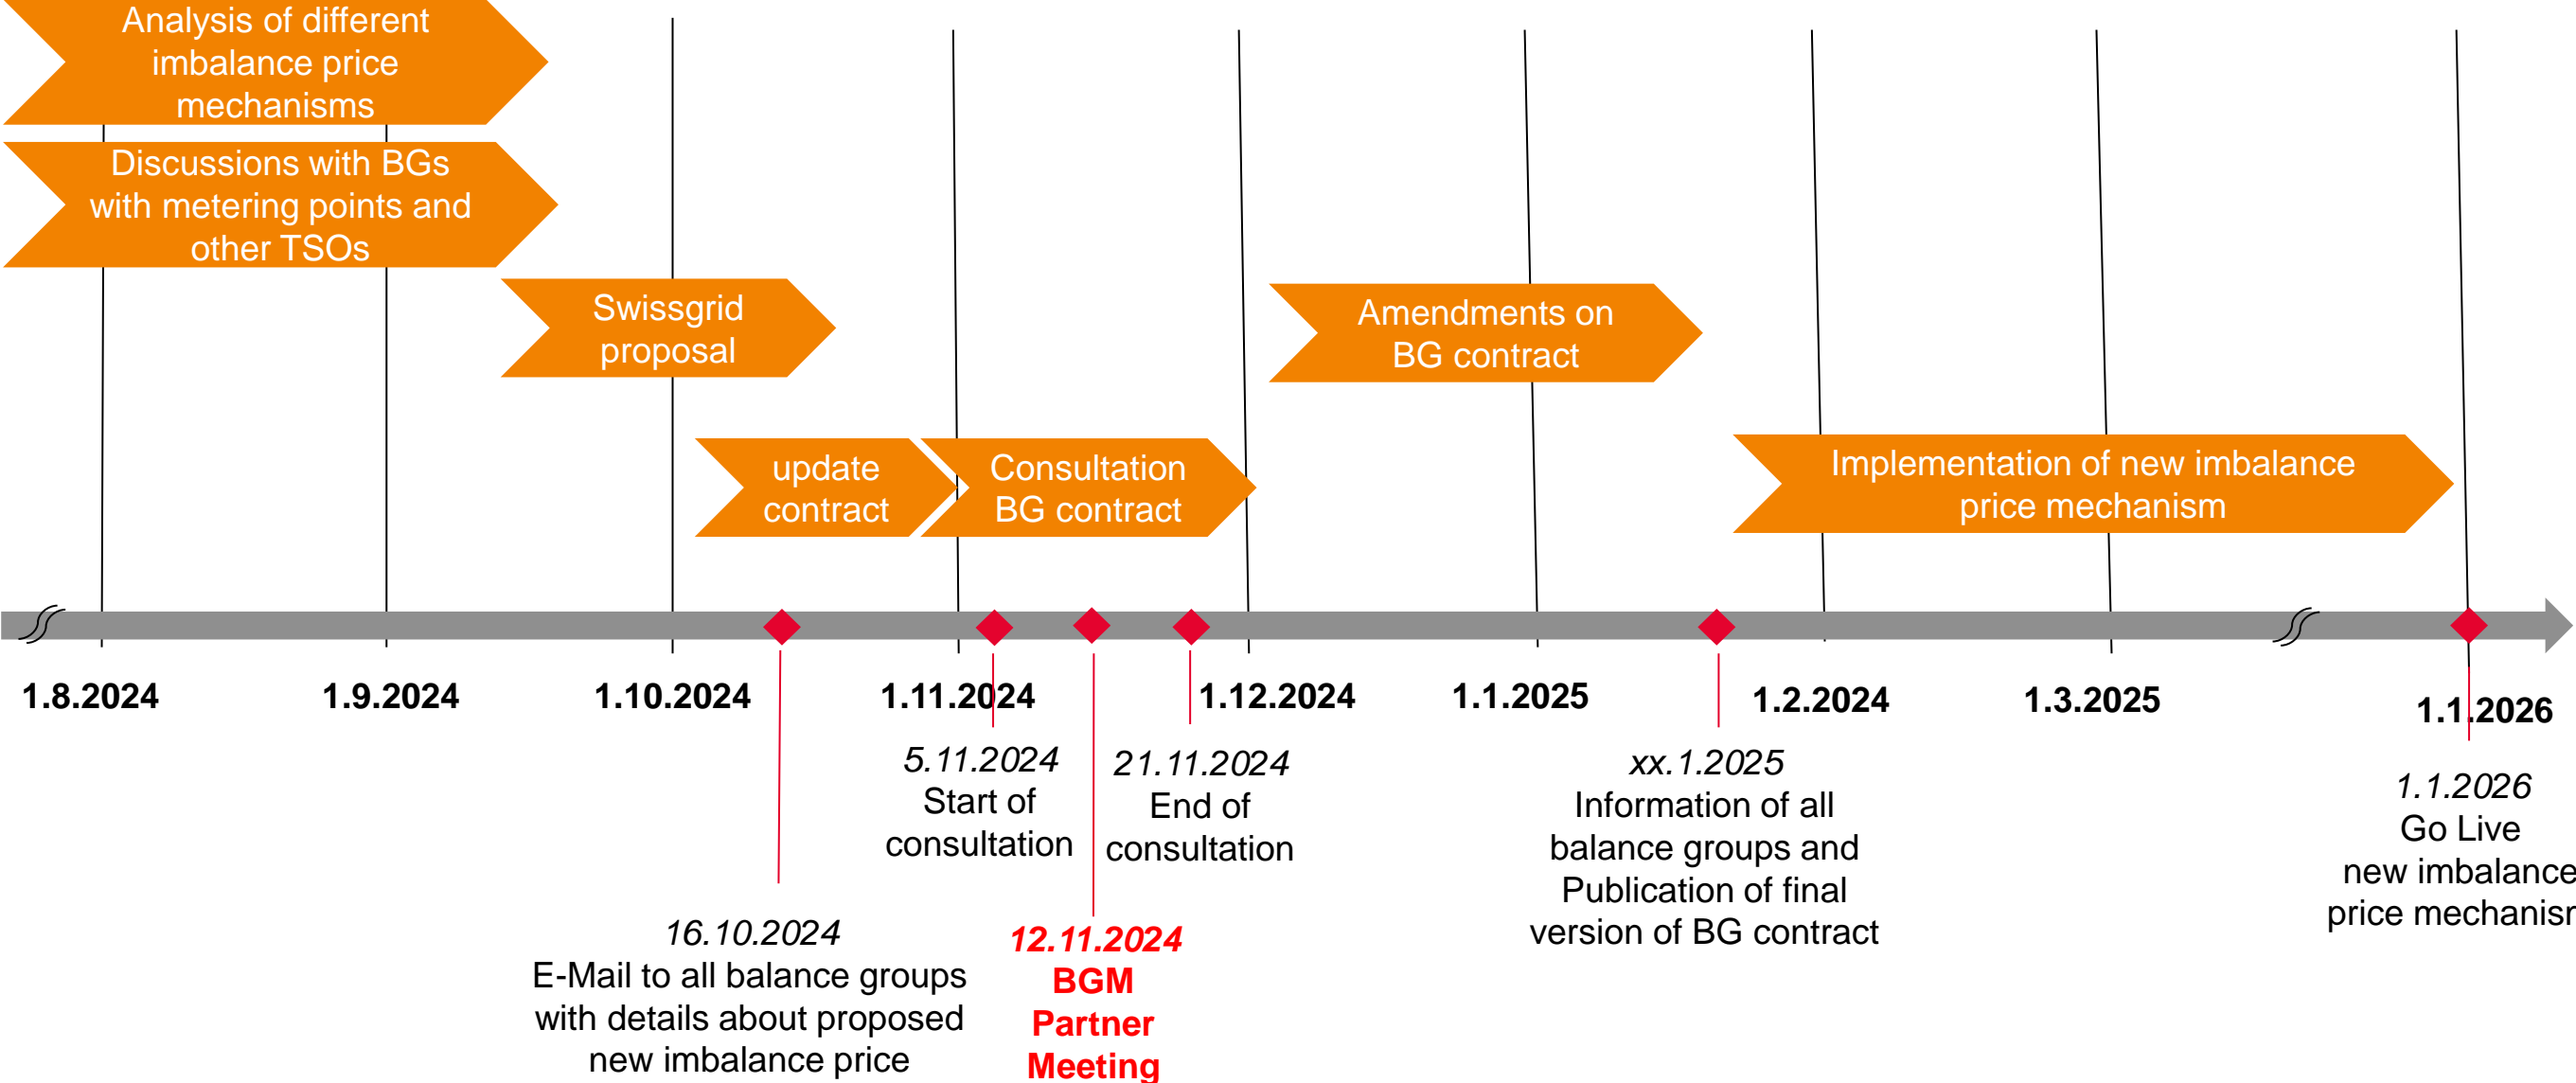 Analysis of different
imbalance price
mechanisms
Discussions with BGs
with metering points and
other TSOs
Swissgrid
proposal
Amendments on
BG contract
update
contract
Consultation
BG contract
Implementation of new imbalance
price mechanism
1.8.2024
1.9.2024
1.10.2024
1.11.2024
1.12.2024
1.1.2025
1.2.2024
1.3.2025
1.1.2026
5.11.2024
Start of
consultation
21.11.2024
End of
consultation
xx.1.2025
Information of all
balance groups and
Publication of final
version of BG contract
1.1.2026
Go Live
new imbalance
price mechanism
16.10.2024
E-Mail to all balance groups
with details about proposed
new imbalance price
12.11.2024
BGM
Partner
Meeting